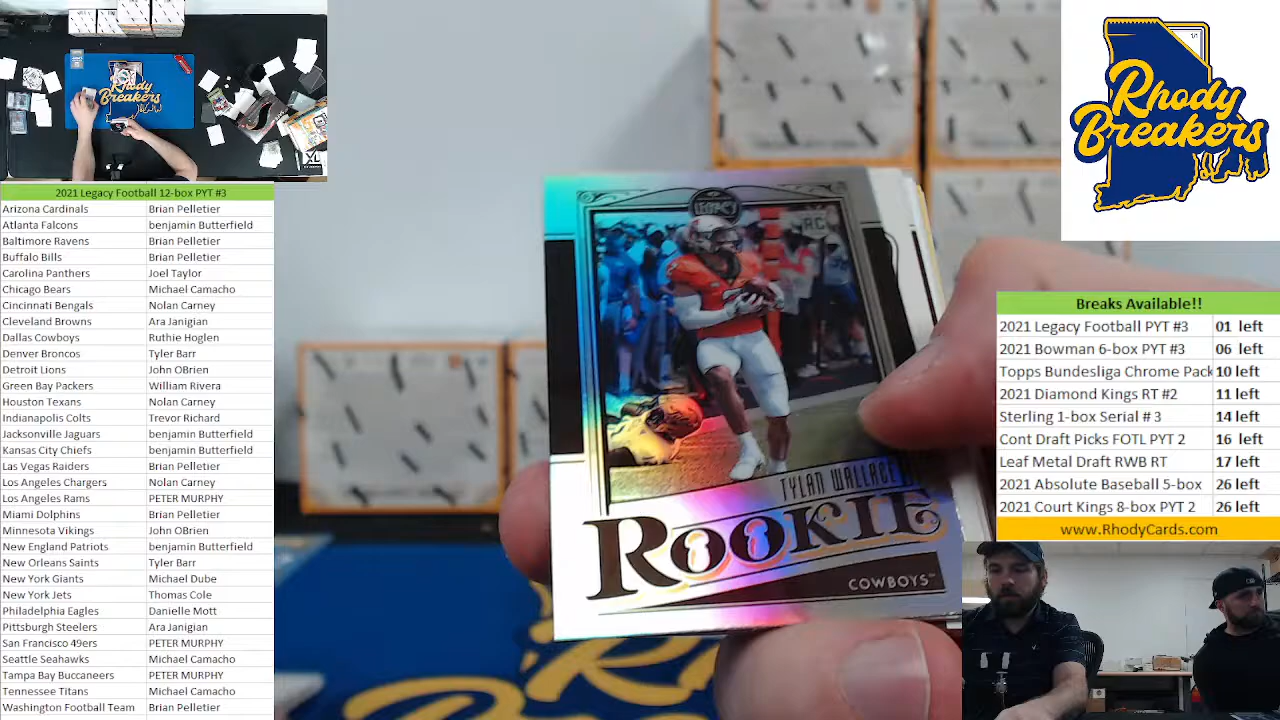 Rhody
Breakers
2021 Legacy Football 12-box PYT #3
Arizona Cardinals Brian Pelletier
Atlanta Falcons benjamin Butterfield
Baltimore Ravens Brian Pelletier
Buffalo Bills Brian Pelletier
Carolina Panthers Joel Taylor
Chicago Bears Michael Camacho
Cincinnati Bengals Nolan Carney
Cleveland Browns Ara Janigian
Dallas Cowboys Ruthie Hoglen
Denver Broncos Tyler Barr
Detroit Lions John OBrien
Green Bay Packers William Rivera
Houston Texans Nolan Carney
Indianapolis Colts Trevor Richard
Jacksonville Jaguars benjamin Butterfield
Kansas City Chiefs benjamin Butterfield
Las Vegas Raiders Brian Pelletier
Los Angeles Chargers Nolan Carney
Los Angeles Rams PETER MURPHY
Miami Dolphins Brian Pelletier
Minnesota Vikings John OBrien
New England Patriots benjamin Butterfield
New Orleans Saints Tyler Barr
New York Giants Michael Dube
New York Jets Thomas Cole
Philadelphia Eagles Danielle Mott
Pittsburgh Steelers Ara Janigian
San Francisco 49ers PETER MURPHY
Seattle Seahawks Michael Camacho
Tampa Bay Buccaneers PETER MURPHY
Tennessee Titans Michael Camacho
Washington Football Team Brian Pelletier
LEGACY
RC
TYLAN WALLACE
ROOKIE
COWBOYS™
Rhody
Breakers
Breaks Available!!
2021 Legacy Football PYT #3 01 left
2021 Bowman 6-box PYT #3 06 left
Topps Bundesliga Chrome Pack 10 left
2021 Diamond Kings RT #2 11 left
Sterling 1-box Serial # 3 14 left
Cont Draft Picks FOTL PYT 2 16 left
Leaf Metal Draft RWB RT 17 left
2021 Absolute Baseball 5-box 26 left
2021 Court Kings 8-box PYT 2 26 left
www.RhodyCards.com